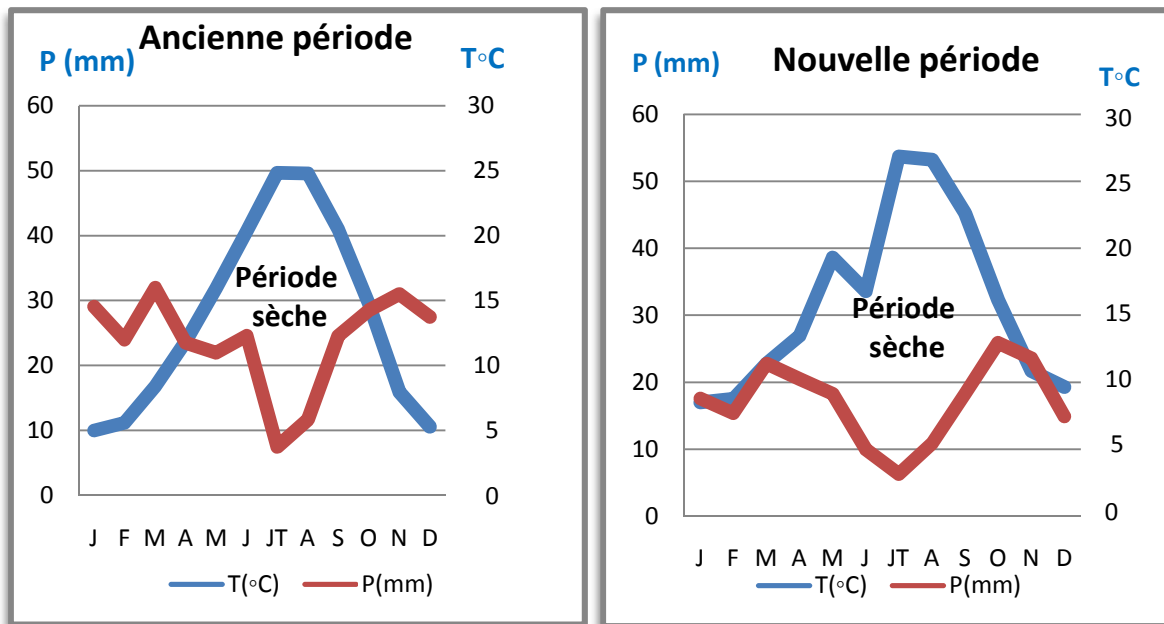 Ancienne période
P (mm)
T◦C
60
50
40
30
20
10
0
30
25
20
15
10
5
0
Période
sèche
J F M A M J JT A S O N D
T(◦C) P(mm)
Nouvelle période
P (mm)
T◦C
60
50
40
30
20
10
0
30
25
20
15
10
5
0
Période
sèche
J F M A M J JT A S O N D
T(◦C) P(mm)